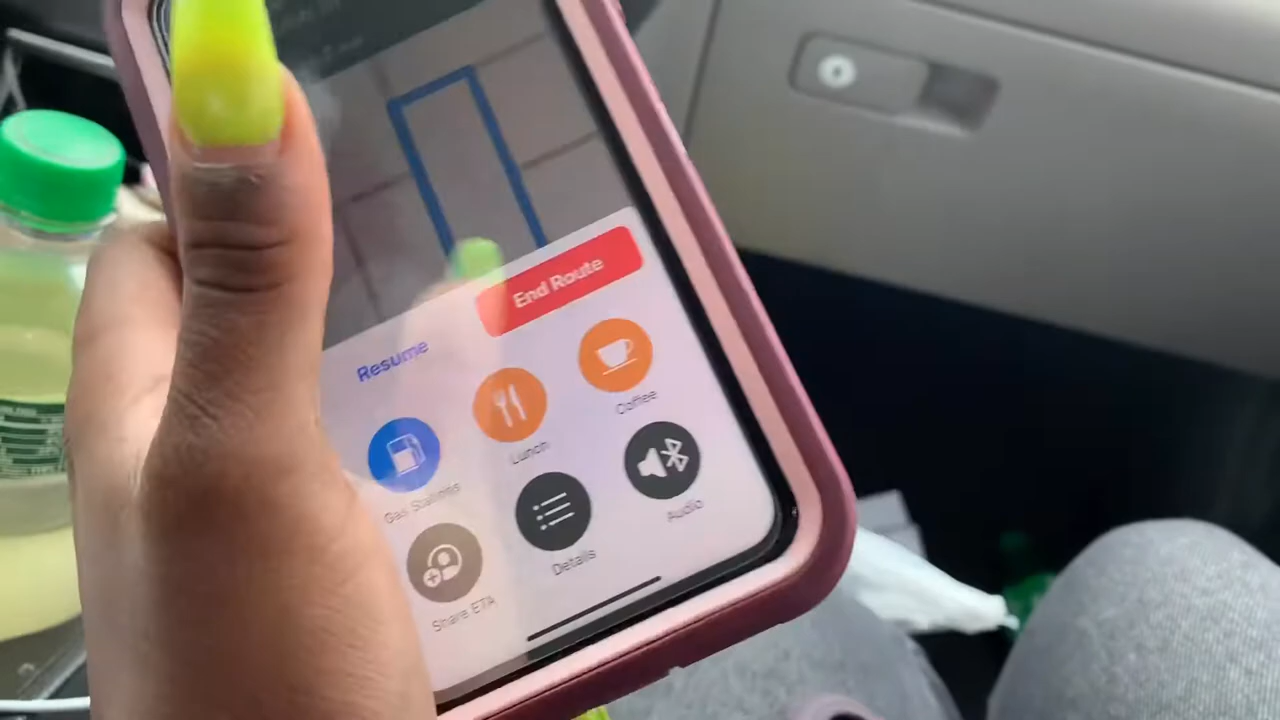 End Route
Resume
Coffee
Lunch
Gas Stations
Audio
Details
Share ETA